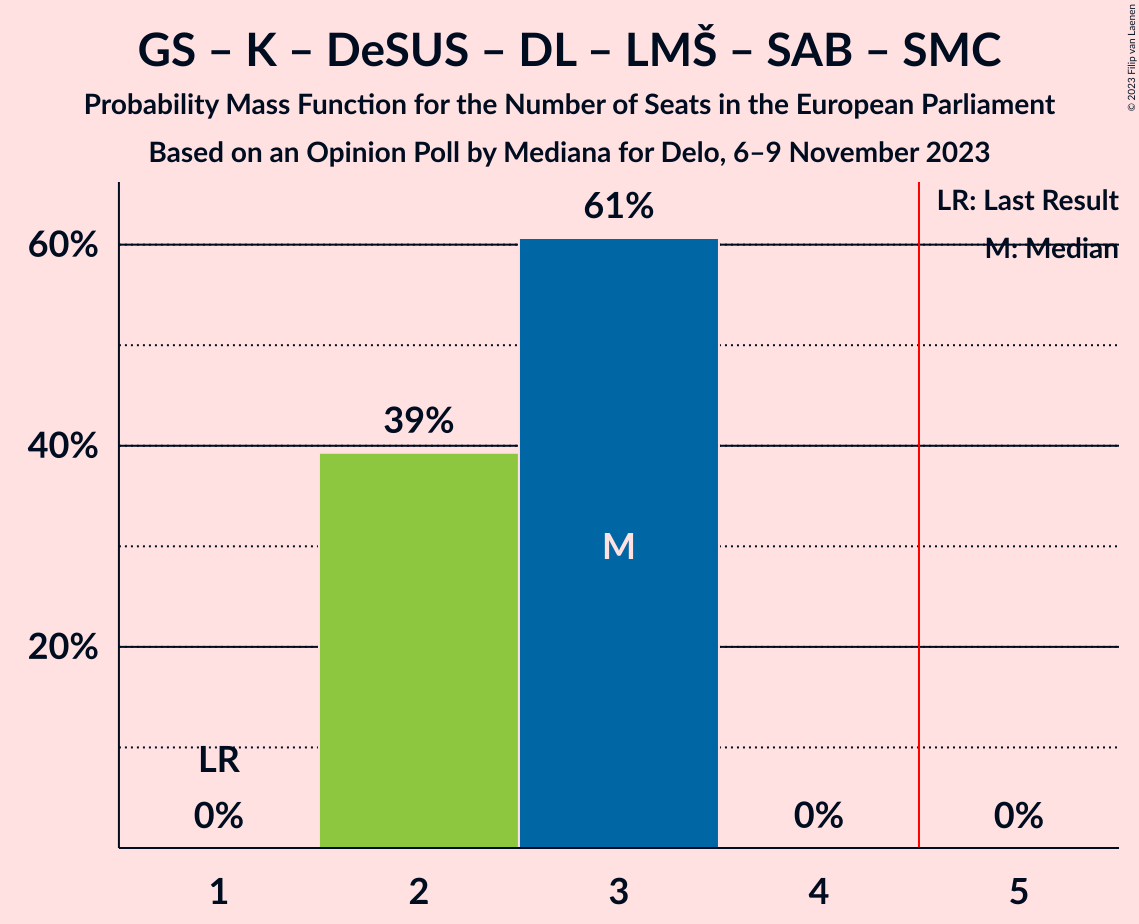 GS – K – DeSUS – DL – LMŠ – SAB – SMC
Probability Mass Function for the Number of Seats in the European Parliament
Based on an Opinion Poll by Mediana for Delo, 6–9 November 2023
© 2023 Filip van Laenen
LR: Last Result
M: Median
60%
40%
20%
61%
39%
M
LR
0%
0%
0%
1
2
3
4
5